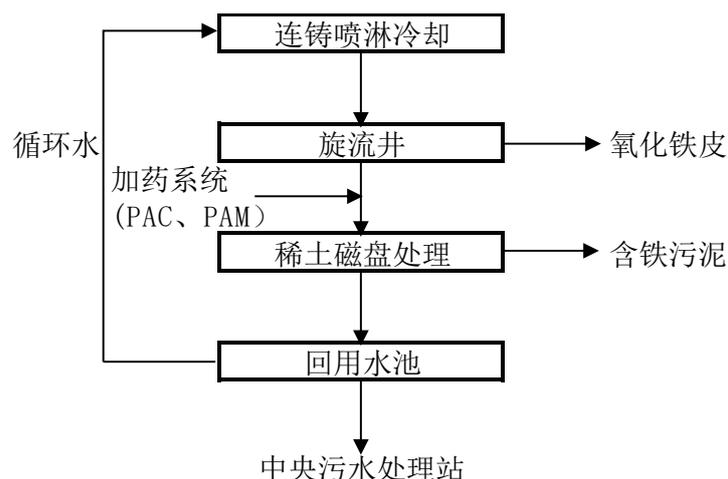 连铸喷淋冷却
循环水
旋流井
氧化铁皮
加药系统
(PAC、PAM）
稀土磁盘处理
含铁污泥
回用水池
中央污水处理站